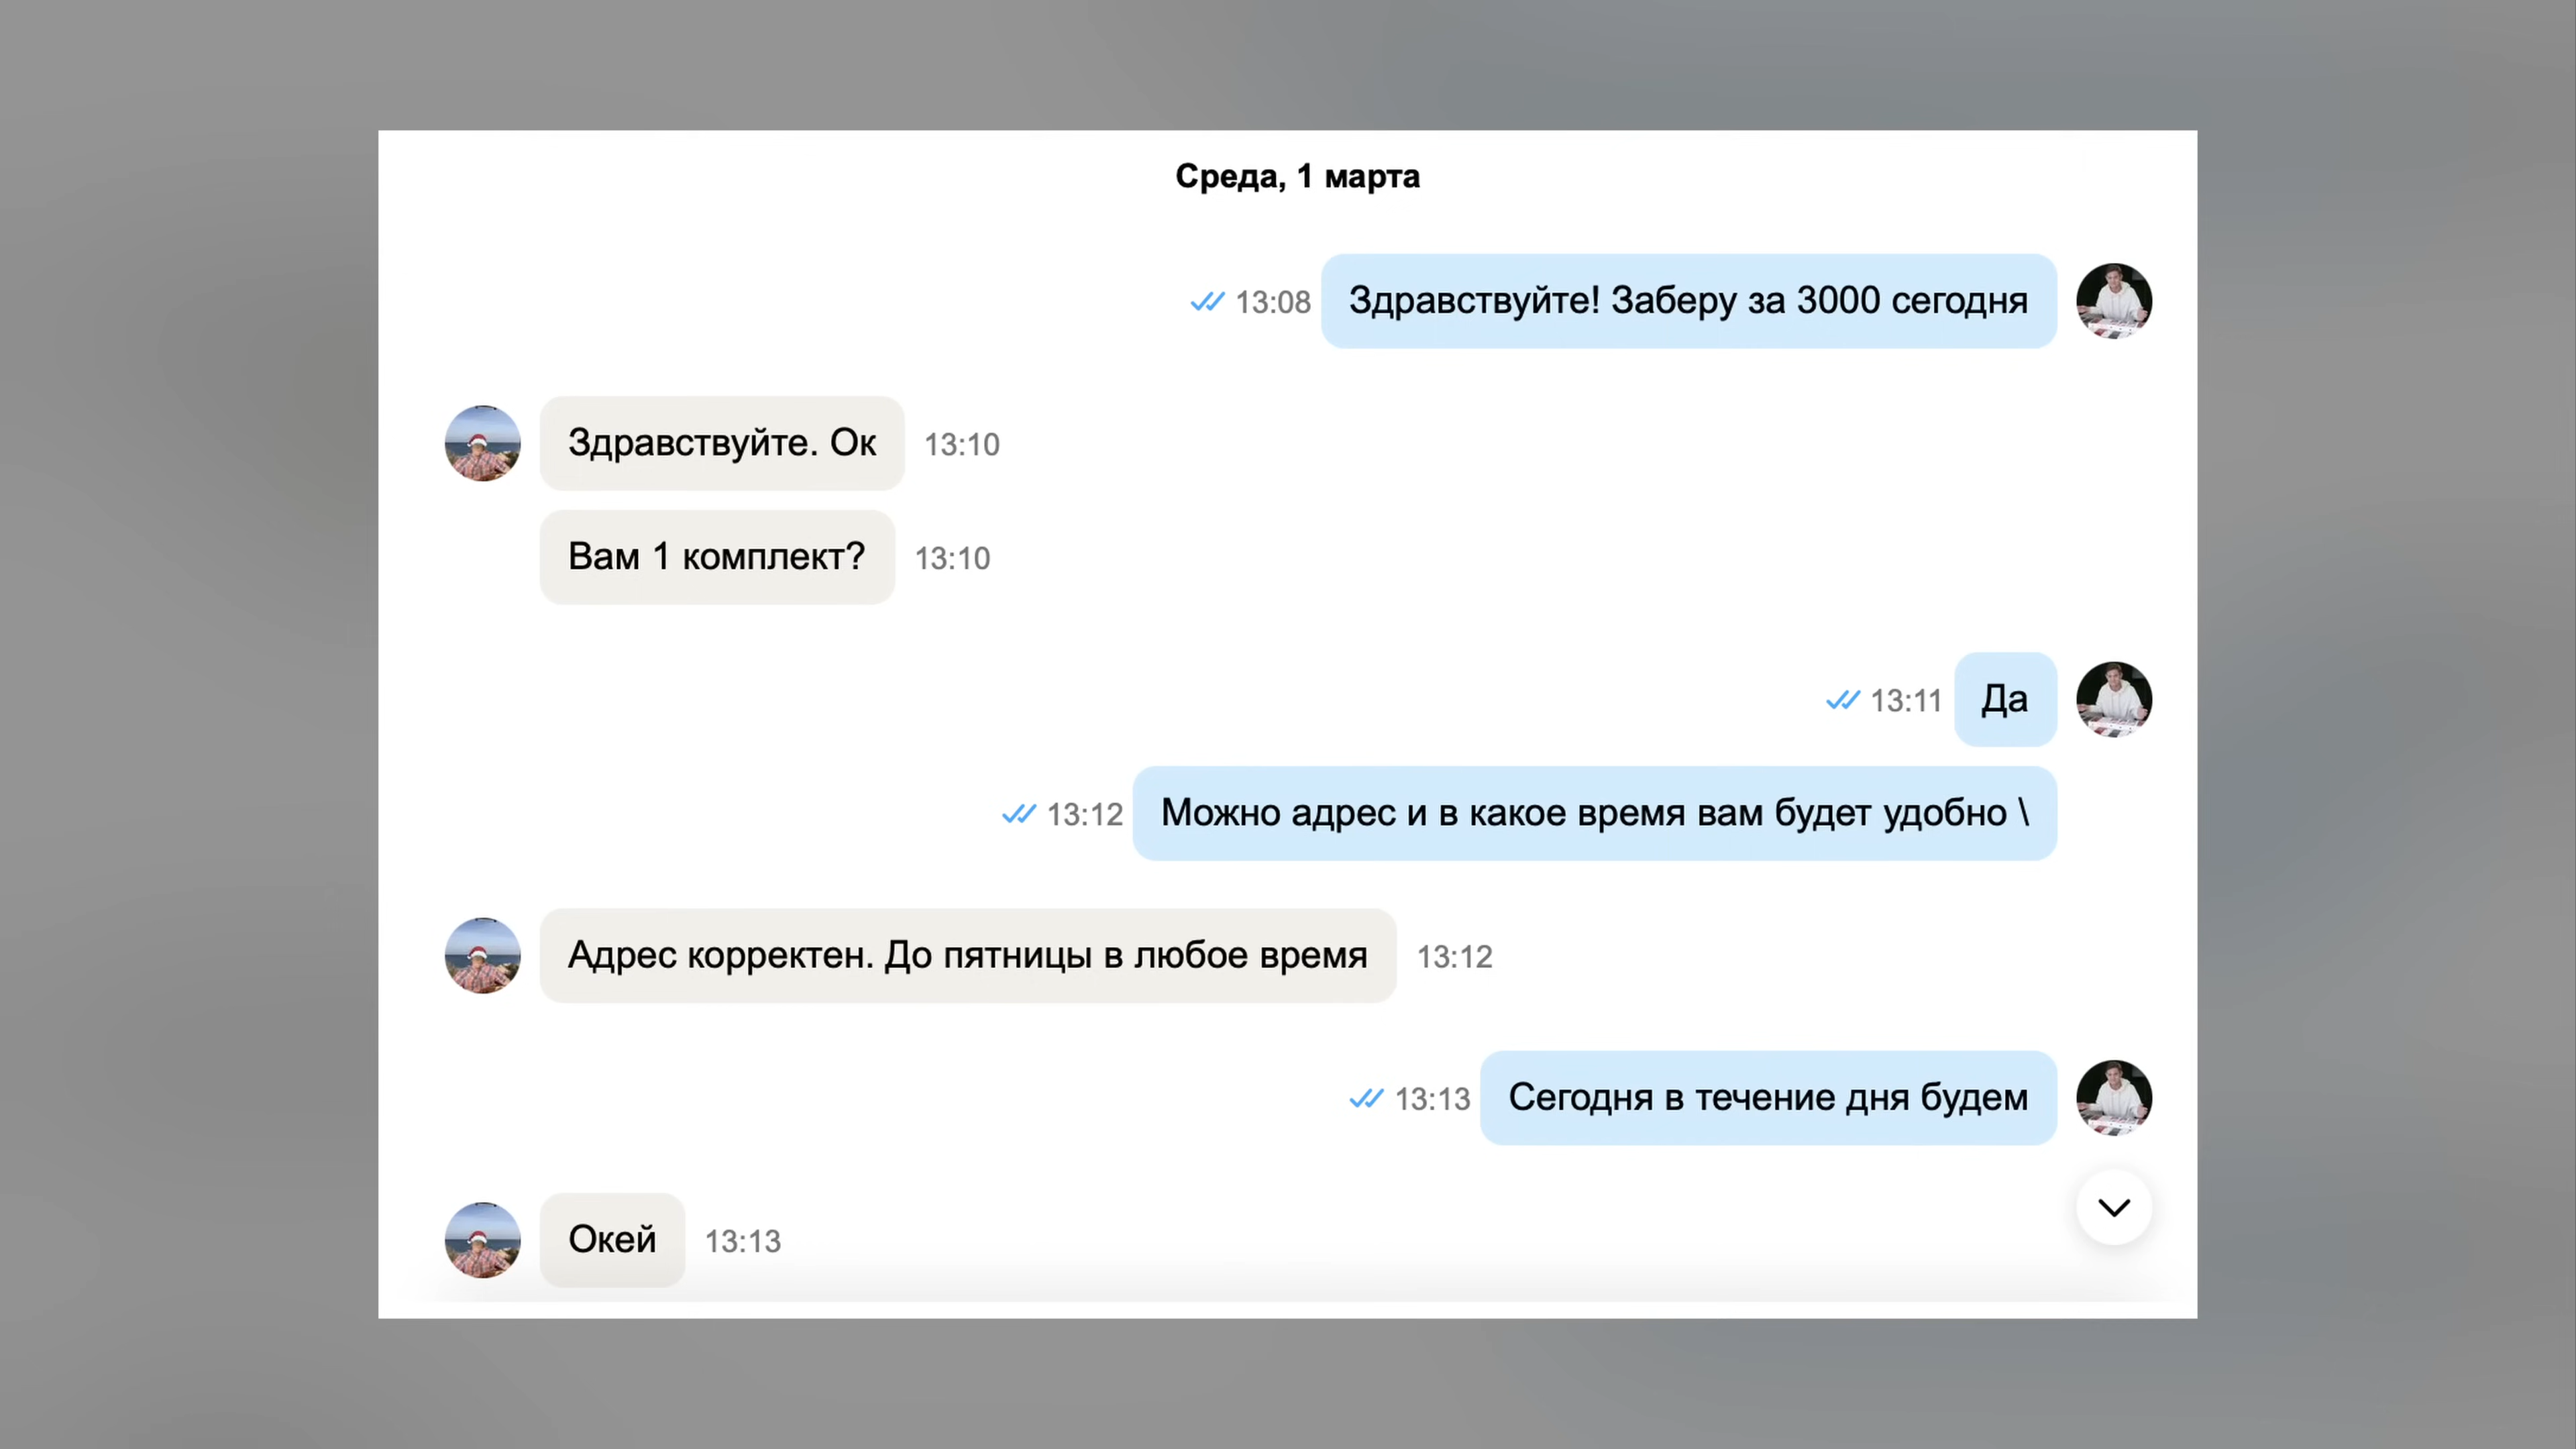 Среда, 1 марта
13:08 Здравствуйте! Заберу за 3000 сегодня
Здравствуйте. Ок 13:10
Вам 1 комплект? 13:10
13:11 Да
13:12 Можно адрес и в какое время вам будет удобно \
Адрес корректен. До пятницы в любое время 13:12
13:13 Сегодня в течение дня будем
Окей 13:13